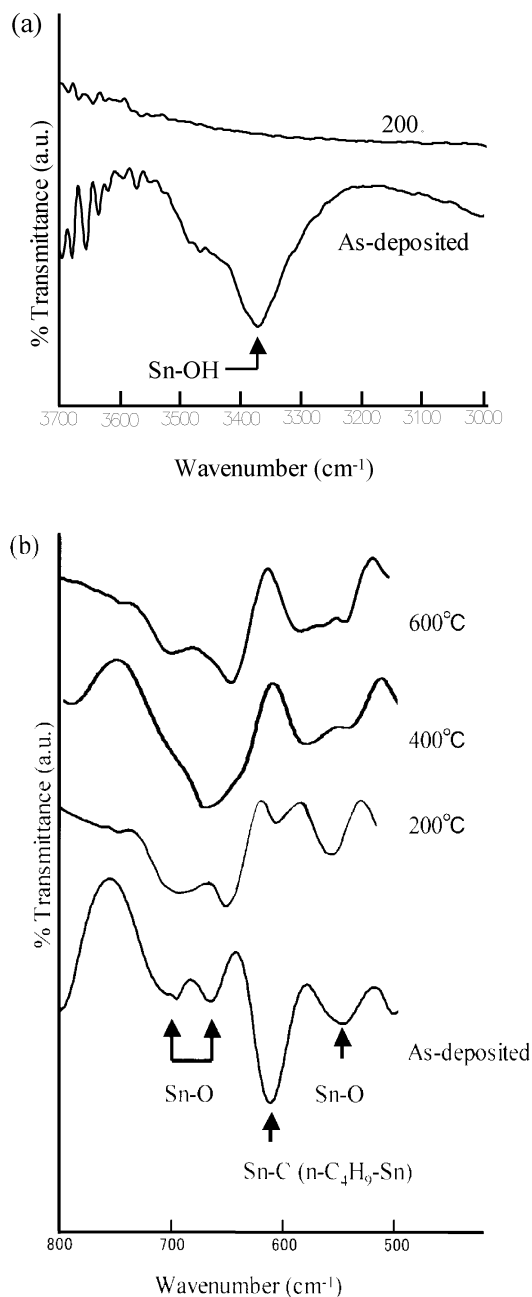 (a)
200
% Transmittance (a.u.)
As-deposited
Sn-OH
3700 3600 3500 3400 3300 3200 3100 3000
Wavenumber (cm⁻¹)
(b)
600℃
400℃
200℃
% Transmittance (a.u.)
As-deposited
Sn-O Sn-O
Sn-C (n-C₄H₉-Sn)
800 700 600 500
Wavenumber (cm⁻¹)